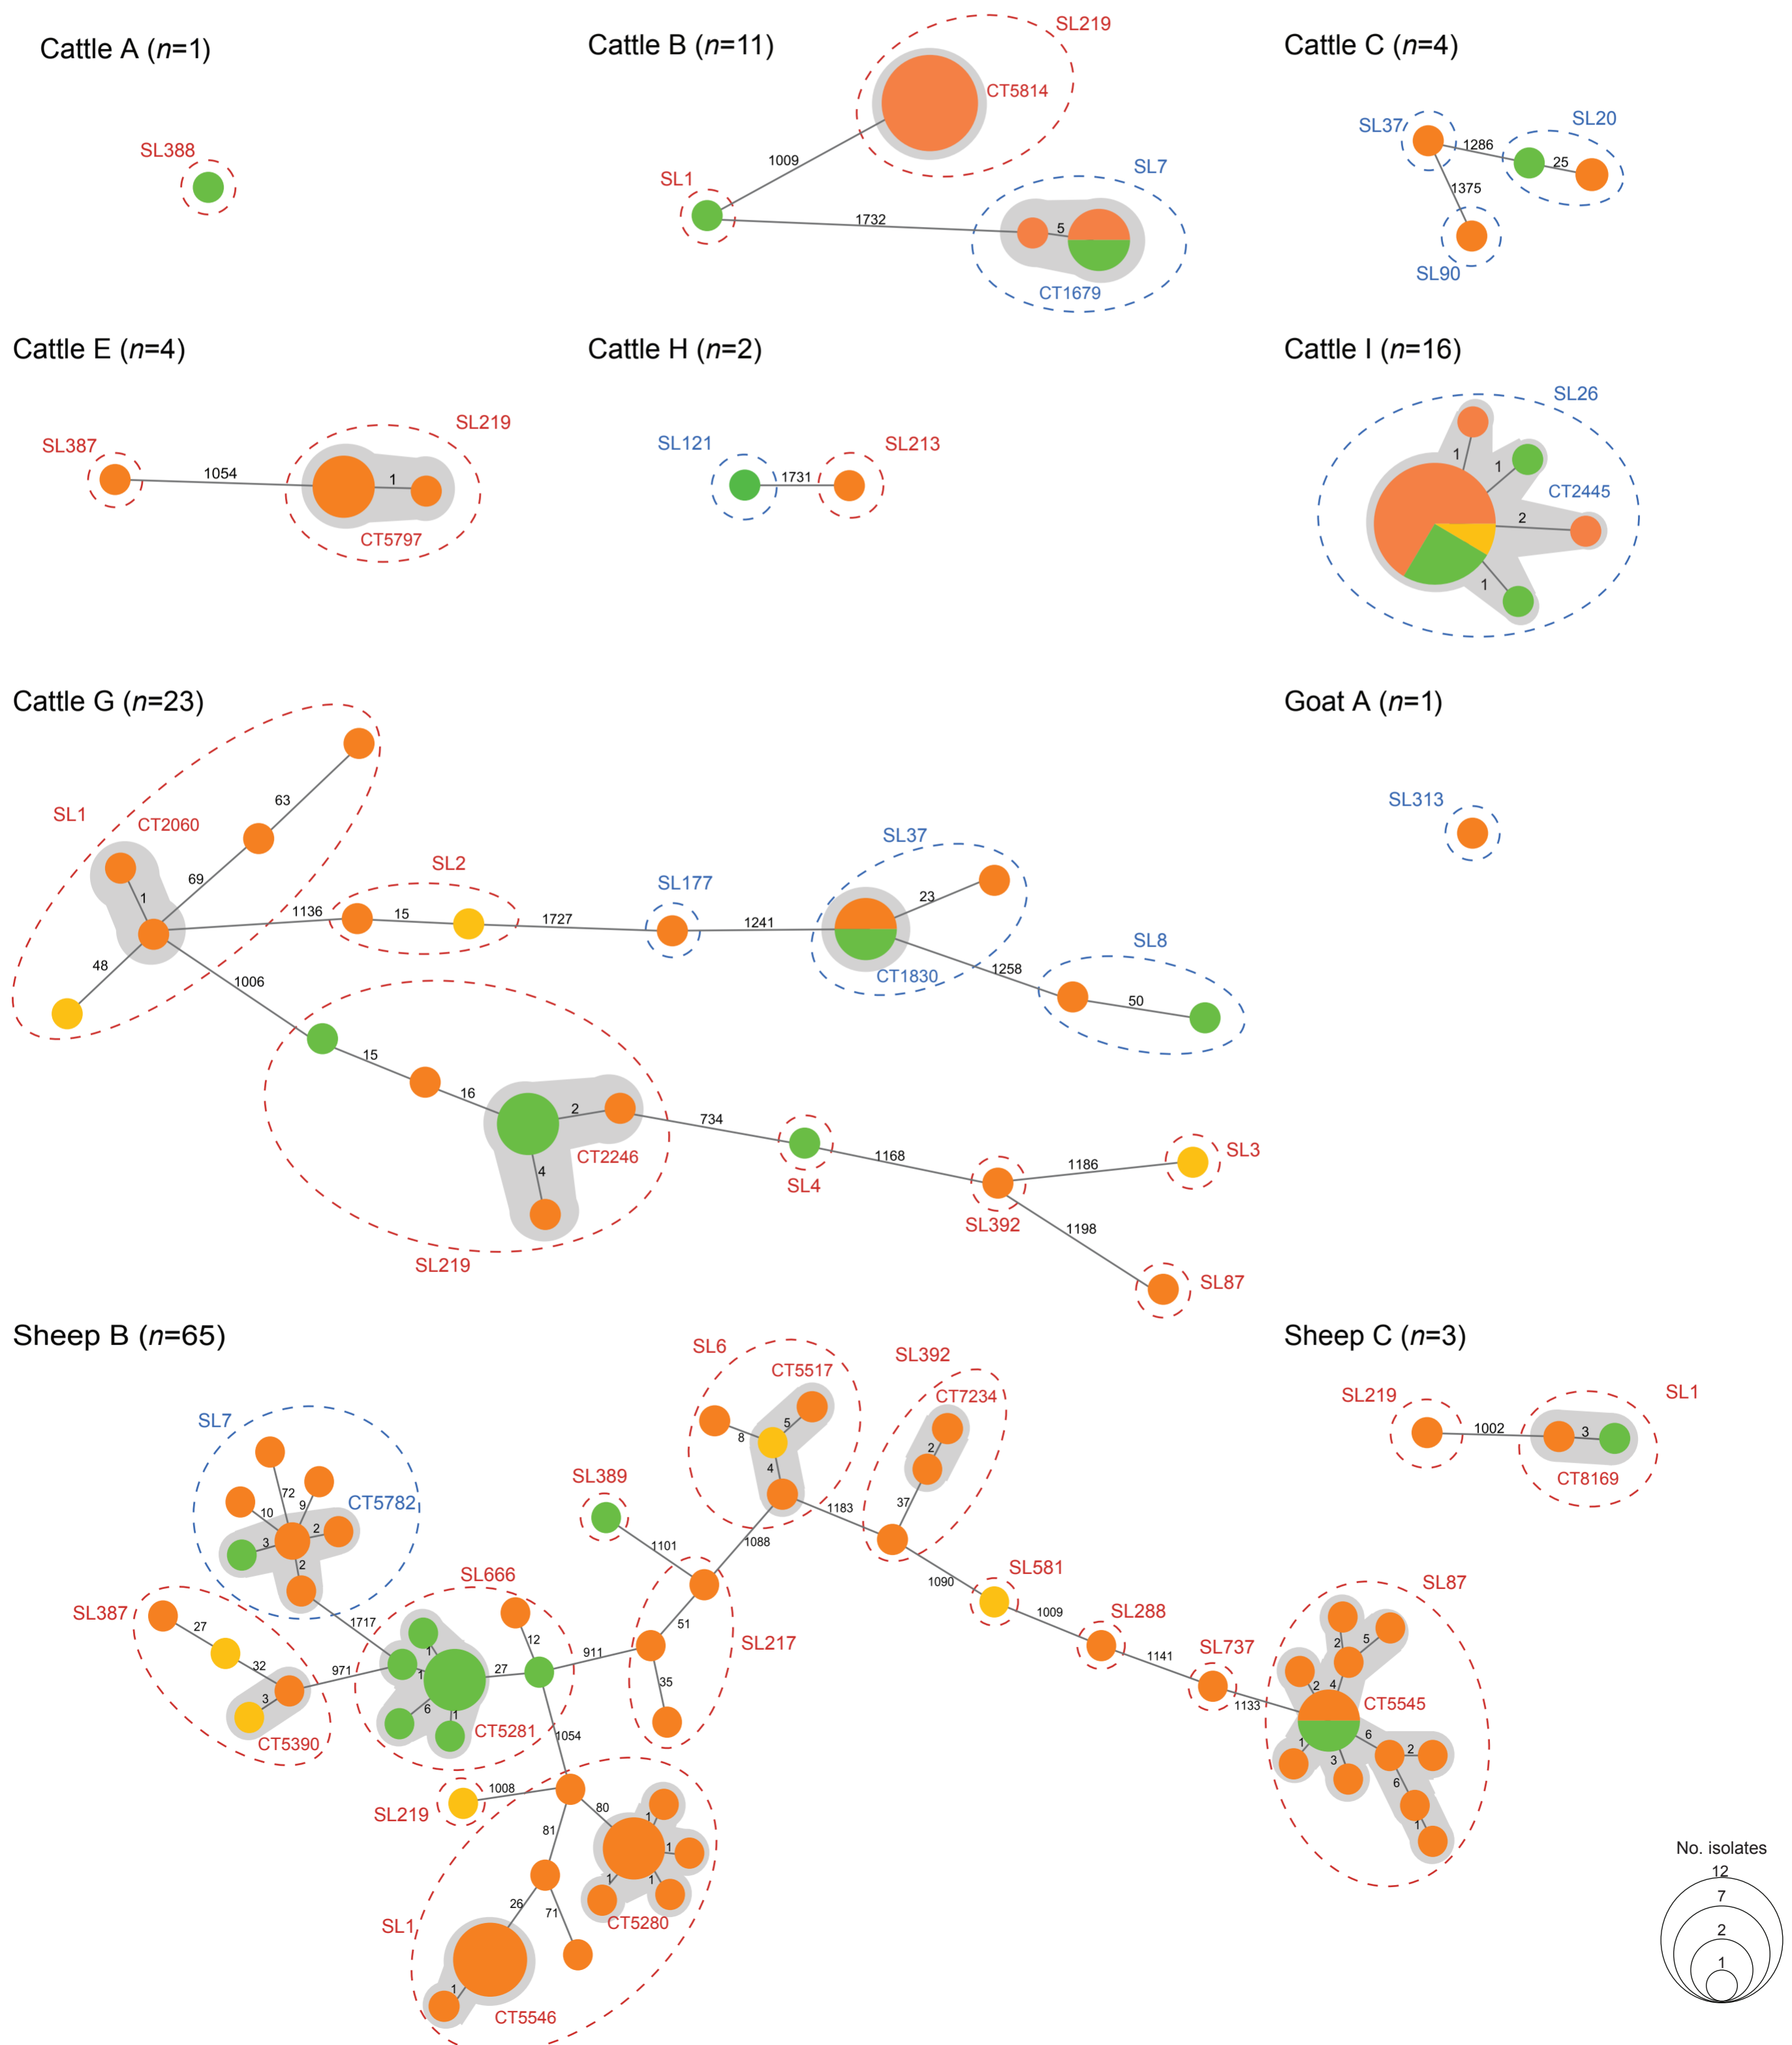 Cattle A (n=1)
SL388
Cattle B (n=11)
SL219
CT5814
1009
SL1
1732
SL7
5
CT1679
Cattle C (n=4)
SL37
1286
SL20
25
1375
SL90
Cattle E (n=4)
SL387
1054
SL219
1
CT5797
Cattle H (n=2)
SL121
1731
SL213
Cattle I (n=16)
SL26
1
1
CT2445
2
1
Cattle G (n=23)
SL1
CT2060
63
69
1
48
1136
SL2
15
1727
SL177
1241
SL37
23
CT1830
1258
SL8
50
1006
15
16
2
CT2246
4
SL219
734
SL4
1168
SL392
1186
SL3
1198
SL87
Goat A (n=1)
SL313
Sheep B (n=65)
SL7
72
9
10
CT5782
2
3
2
1717
SL387
27
32
3
CT5390
971
SL666
12
1
1
27
6
1
CT5281
911
1054
SL389
1101
51
SL217
35
1088
SL6
CT5517
5
8
4
1183
SL392
CT7234
2
37
1090
SL581
1009
SL288
1141
SL737
1133
SL87
2
5
2
4
CT5545
1
3
6
2
6
1
SL219
1008
80
81
1
1
1
1
CT5280
26
71
SL1
1
CT5546
Sheep C (n=3)
SL219
1002
SL1
3
CT8169
No. isolates
12
7
2
1